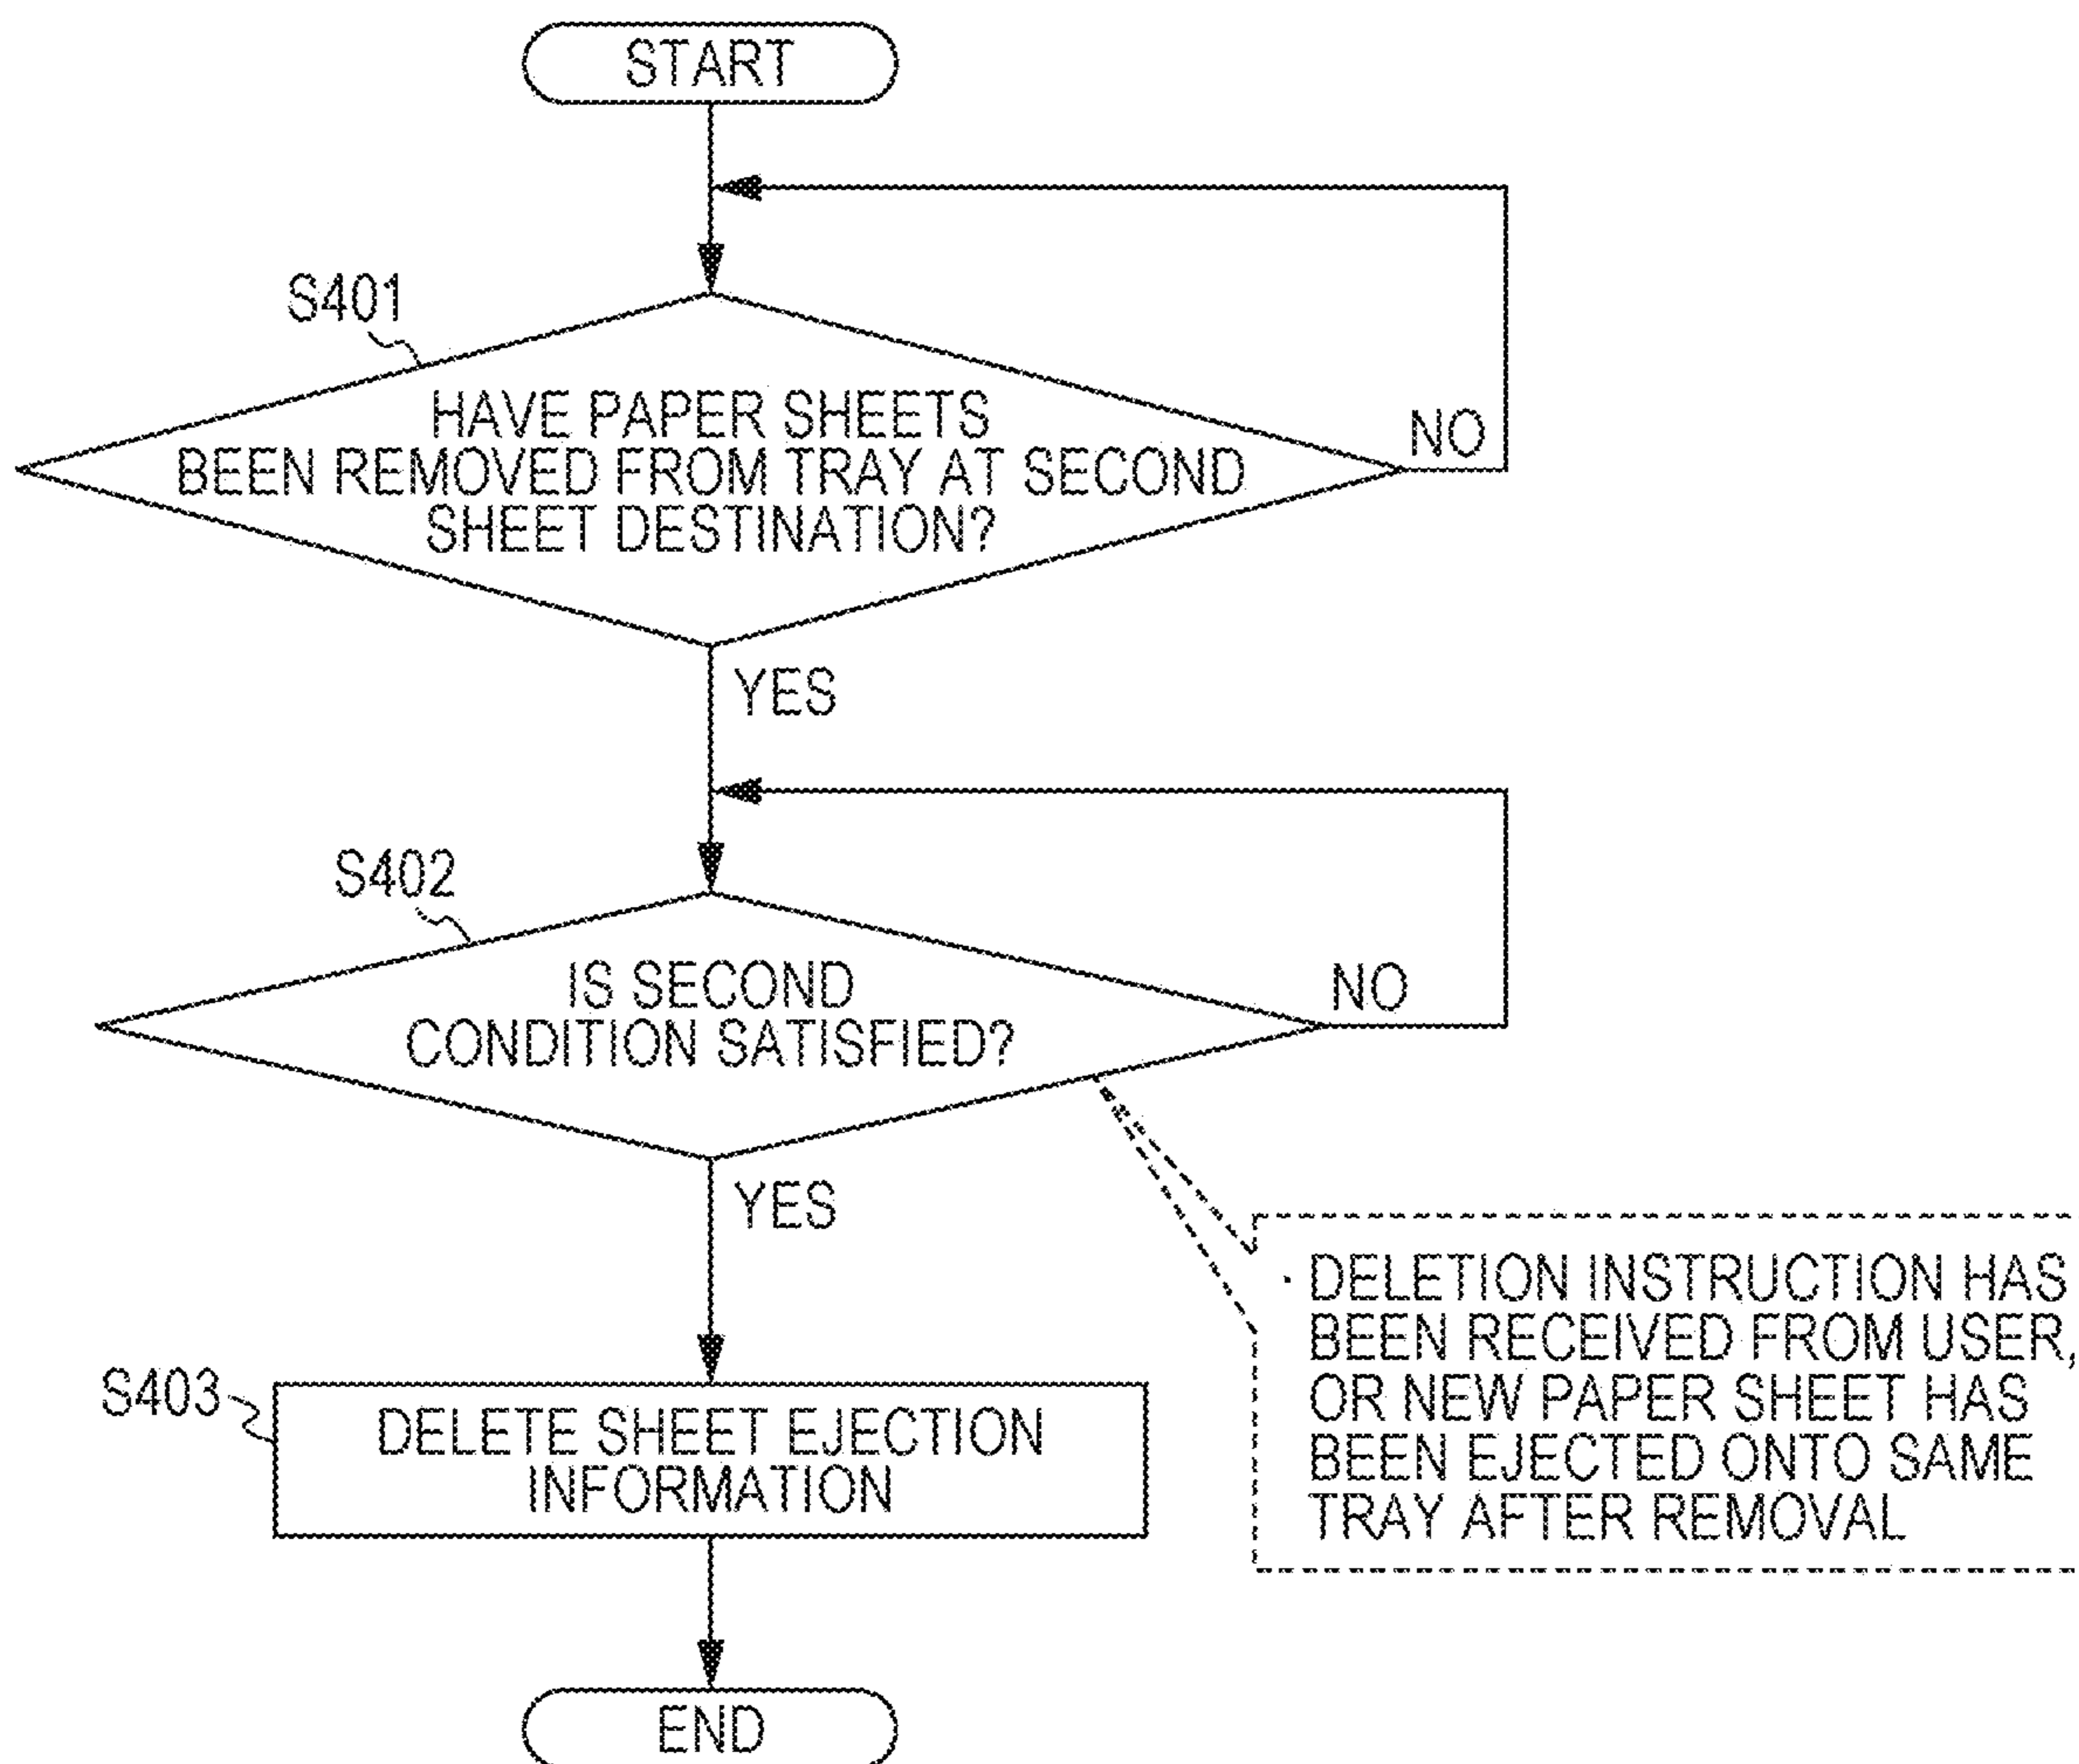 START
S401
HAVE PAPER SHEETS
BEEN REMOVED FROM TRAY AT SECOND
SHEET DESTINATION?
NO
YES
S402
IS SECOND
CONDITION SATISFIED?
NO
YES
· DELETION INSTRUCTION HAS
BEEN RECEIVED FROM USER,
OR NEW PAPER SHEET HAS
BEEN EJECTED ONTO SAME
TRAY AFTER REMOVAL
S403
DELETE SHEET EJECTION
INFORMATION
END